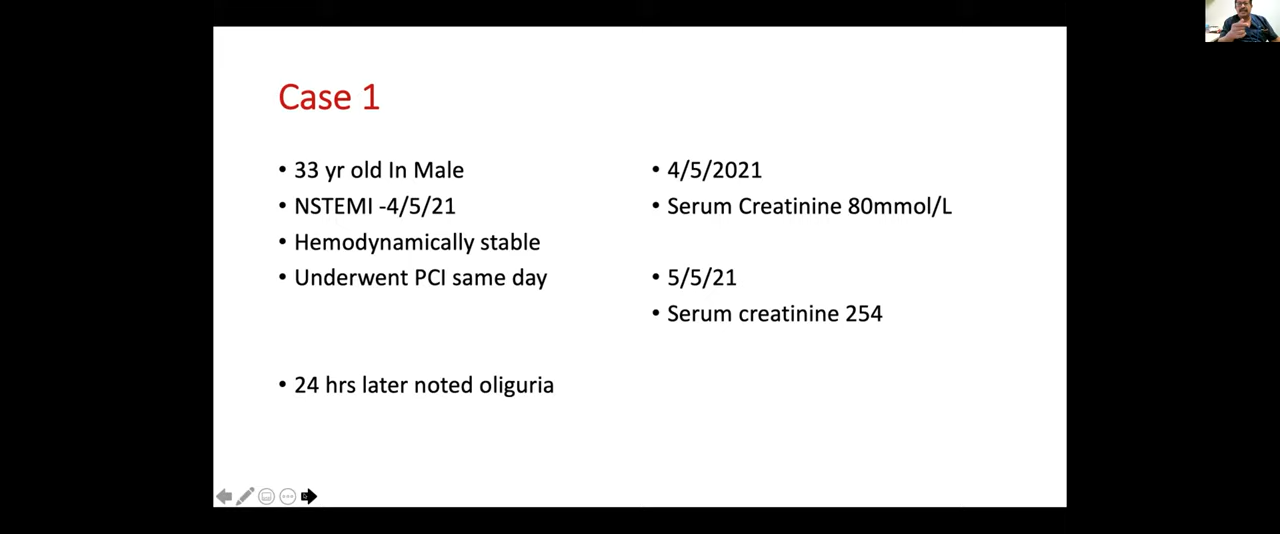 Case 1
• 33 yr old In Male
• NSTEMI -4/5/21
• Hemodynamically stable
• Underwent PCI same day
• 24 hrs later noted oliguria
• 4/5/2021
• Serum Creatinine 80mmol/L
• 5/5/21
• Serum creatinine 254